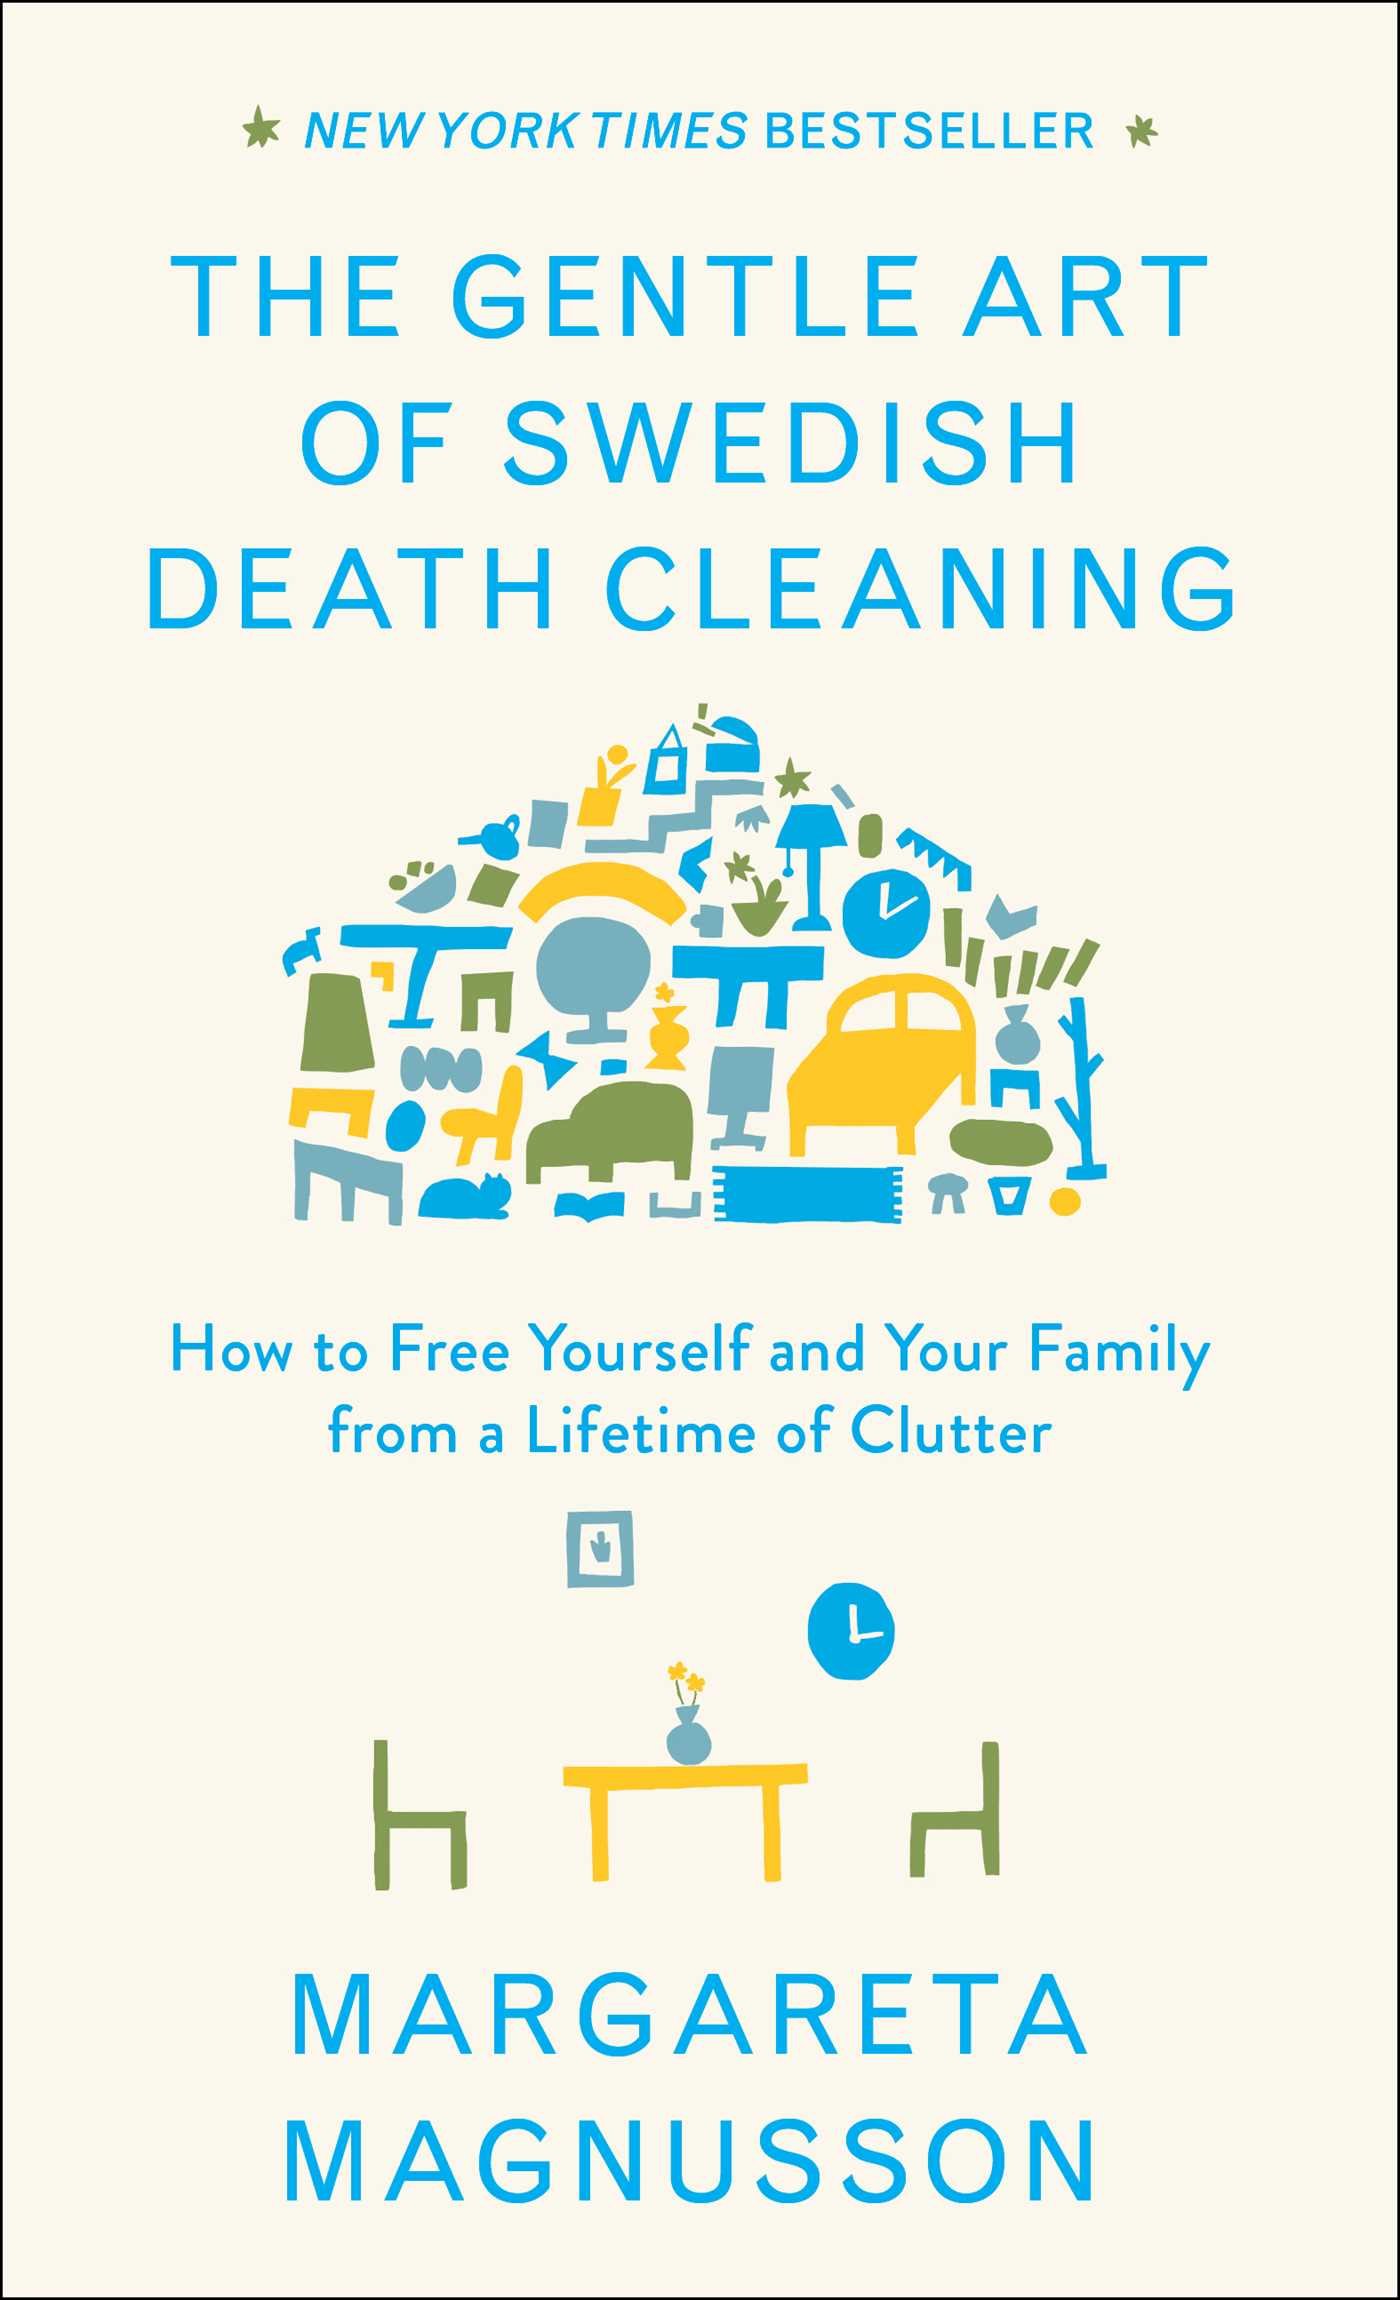 NEW YORK TIMES BESTSELLER
THE GENTLE ART
OF SWEDISH
DEATH CLEANING
How to Free Yourself and Your Family
from a Lifetime of Clutter
MARGARETA
MAGNUSSON